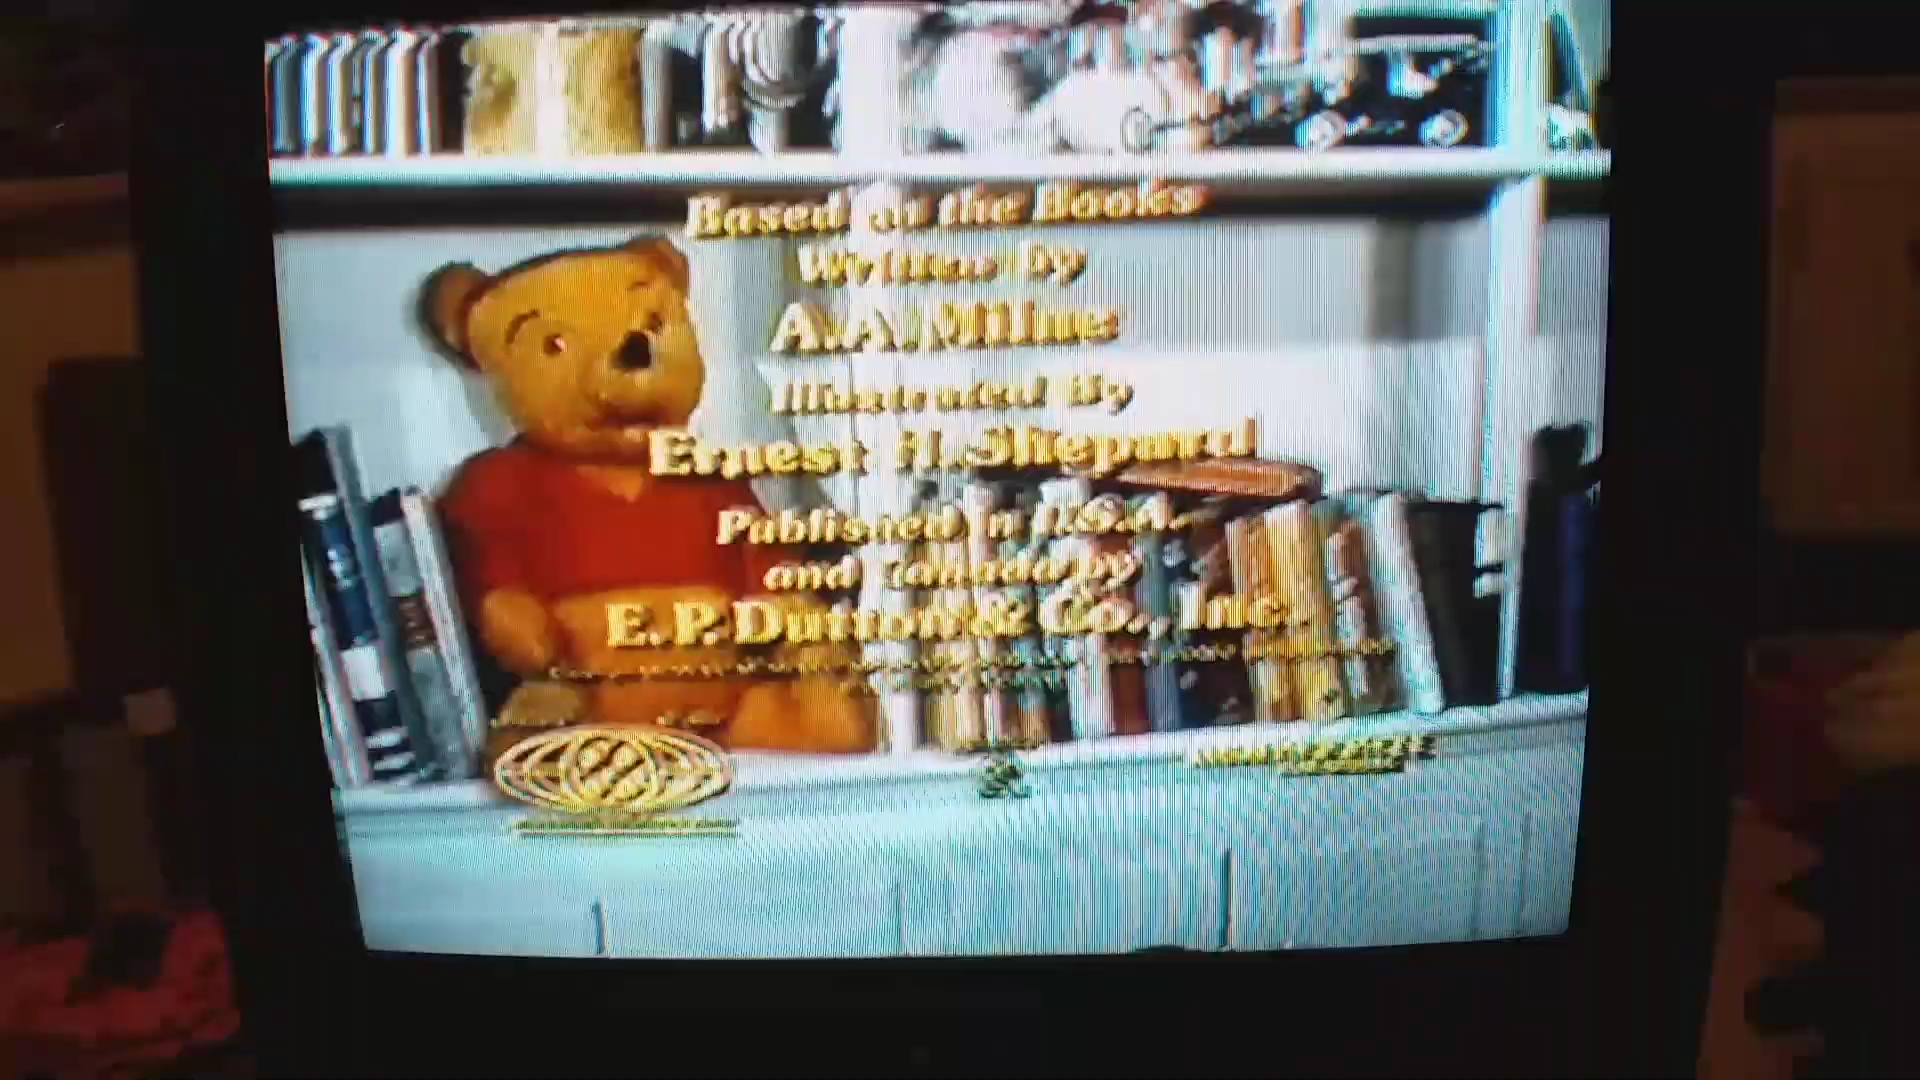 Based on the Books
Written by
A.A. Milne
Illustrated By
Ernest H. Shepard
Published in U.S.A.
and Canada by
E.P. Dutton & Co., Inc.